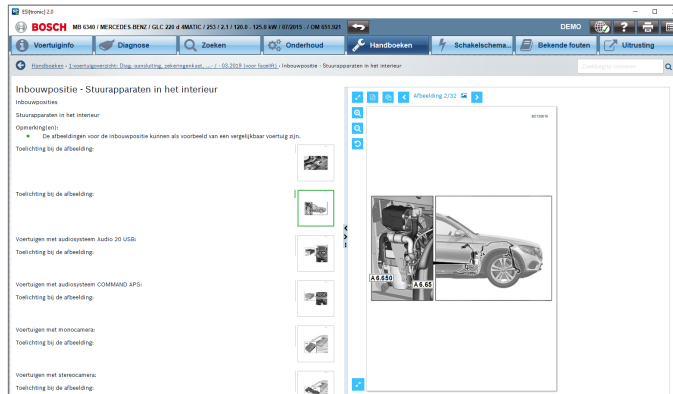 ESI[tronic] 2.0
BOSCH MB 6340 / MERCEDES-BENZ / GLC 220 d 4MATIC / 253 / 2.1 / 120.0 - 125.0 kW / 07/2015 - / OM 651.921
DEMO
Voertuiginfo
Diagnose
Zoeken
Onderhoud
Handboeken
Schakelschema...
Bekende fouten
Uitrusting
Handboeken › 1 voertuigoverzicht: Diag. aansluiting, zekeringenkast, ...- / - 03.2019 (voor facelift) › Inbouwpositie - Stuurapparaten in het interieur
Inbouwpositie - Stuurapparaten in het interieur
Inbouwposities
Stuurapparaten in het interieur
Opmerking(en):
• De afbeeldingen voor de inbouwpositie kunnen als voorbeeld van een vergelijkbaar voertuig zijn.
Toelichting bij de afbeelding:
Toelichting bij de afbeelding:
Voertuigen met audiosysteem Audio 20 USB:
Toelichting bij de afbeelding:
Voertuigen met audiosysteem COMMAND APS:
Toelichting bij de afbeelding:
Voertuigen met monocamera:
Toelichting bij de afbeelding:
Voertuigen met stereocamera:
Toelichting bij de afbeelding:
Afbeelding 2/32
A 6.650
A 6.65